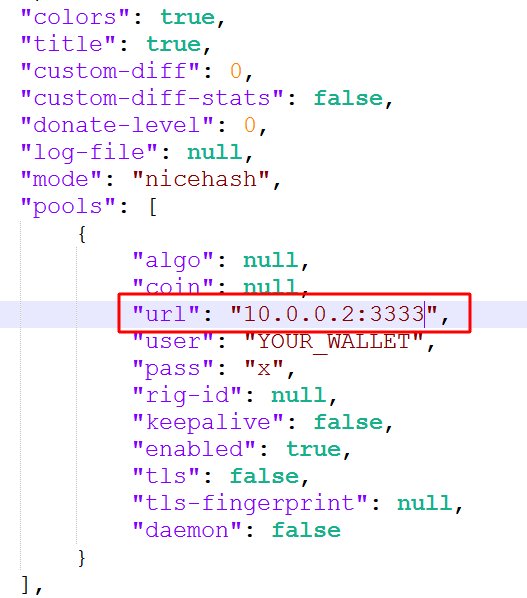 "colors": true,
"title": true,
"custom-diff": 0,
"custom-diff-stats": false,
"donate-level": 0,
"log-file": null,
"mode": "nicehash",
"pools": [
{
"algo": null,
"coin": null,
"url": "10.0.0.2:3333",
"user": "YOUR_WALLET",
"pass": "x",
"rig-id": null,
"keepalive": false,
"enabled": true,
"tls": false,
"tls-fingerprint": null,
"daemon": false
}
],